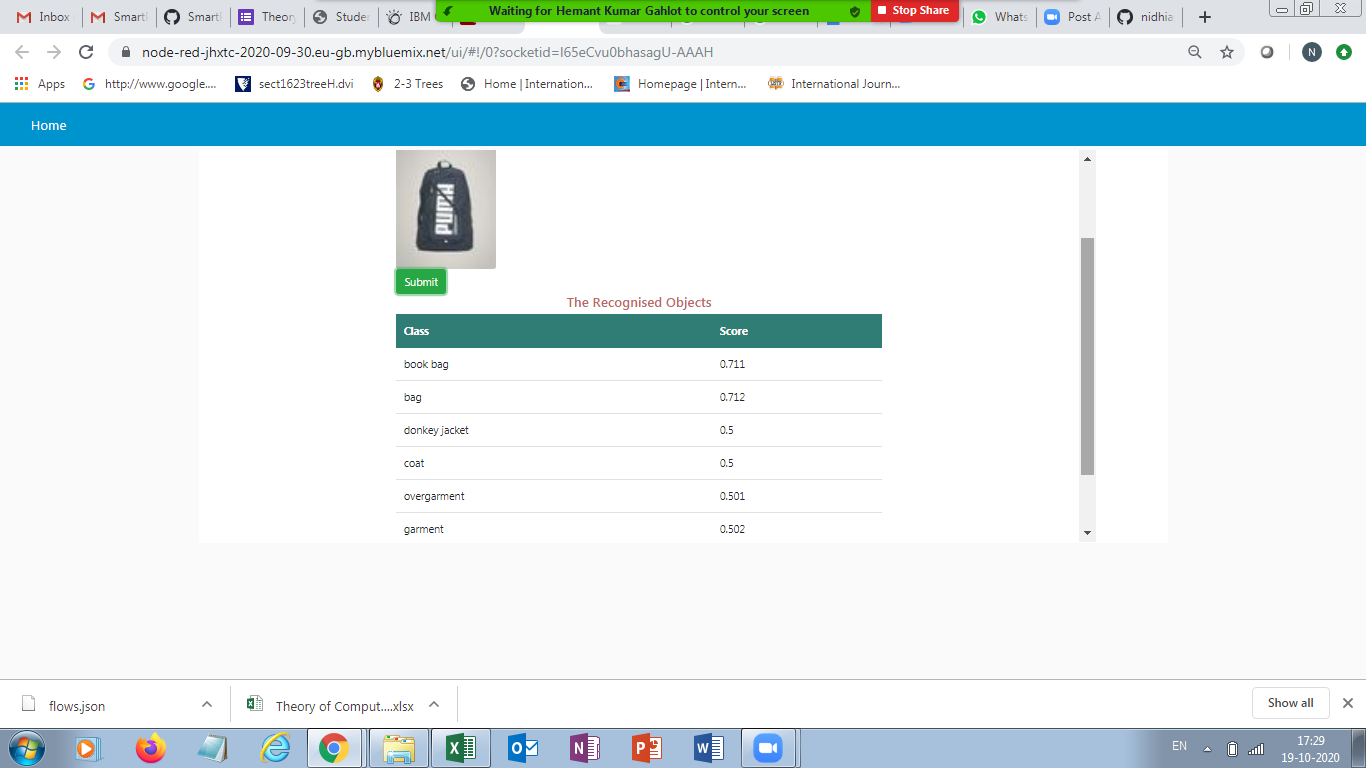 Inbox
Smartl
Smartl
Theory
Studer
IBM
Whats
Post A
nidhia
Waiting for Hemant Kumar Gahlot to control your screen
Stop Share
node-red-jhxtc-2020-09-30.eu-gb.mybluemix.net/ui/#!/0?socketid=I65eCvu0bhasagU-AAAH
N
Apps
http://www.google....
sect1623treeH.dvi
2-3 Trees
Home | Internation...
Homepage | Intern...
International Journ...
Home
PUMA
Submit
The Recognised Objects
Class Score
book bag 0.711
bag 0.712
donkey jacket 0.5
coat 0.5
overgarment 0.501
garment 0.502
flows.json
Theory of Comput....xlsx
Show all
EN
17:29
19-10-2020